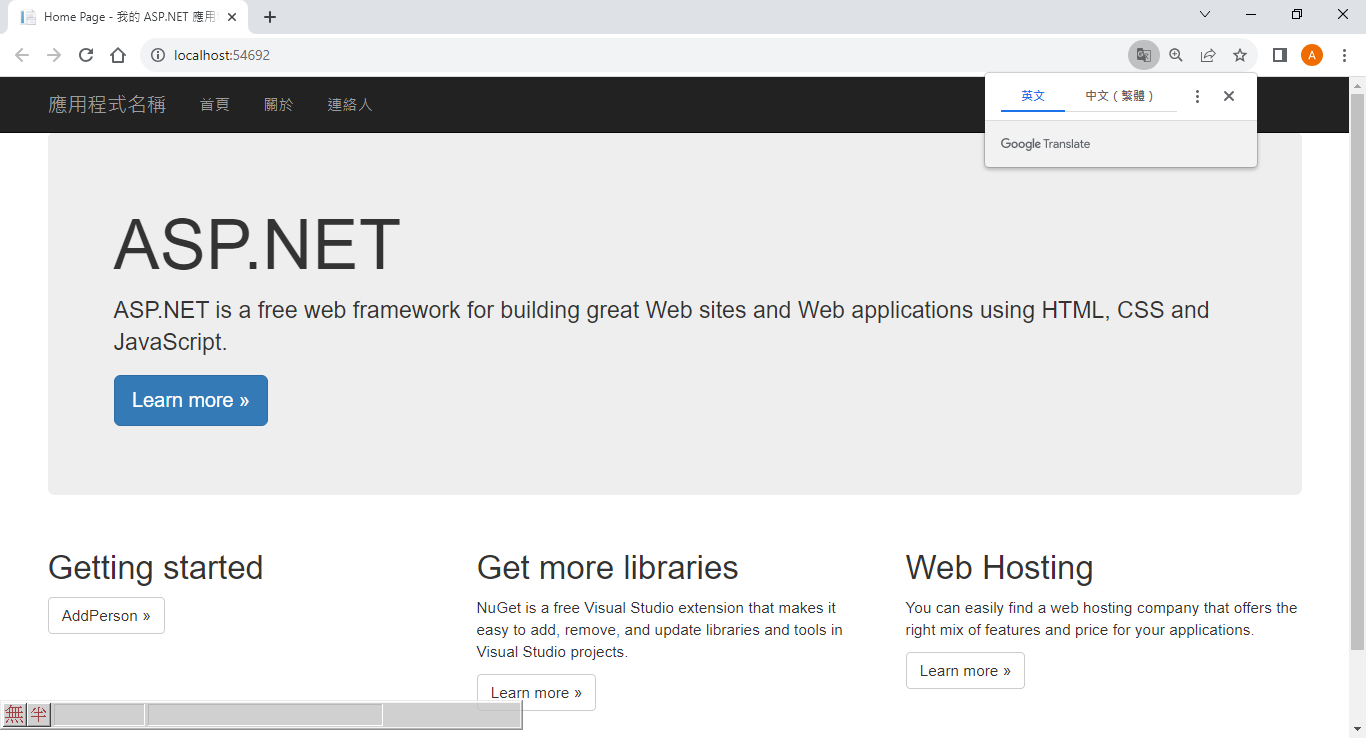 Home Page - 我的 ASP.NET 應用
localhost:54692
A
英文
中文 ( 繁體 )
Google Translate
應用程式名稱
首頁
關於
連絡人
ASP.NET
ASP.NET is a free web framework for building great Web sites and Web applications using HTML, CSS and
JavaScript.
Learn more »
Getting started
AddPerson »
Get more libraries
NuGet is a free Visual Studio extension that makes it
easy to add, remove, and update libraries and tools in
Visual Studio projects.
Learn more »
Web Hosting
You can easily find a web hosting company that offers the
right mix of features and price for your applications.
Learn more »
無 半